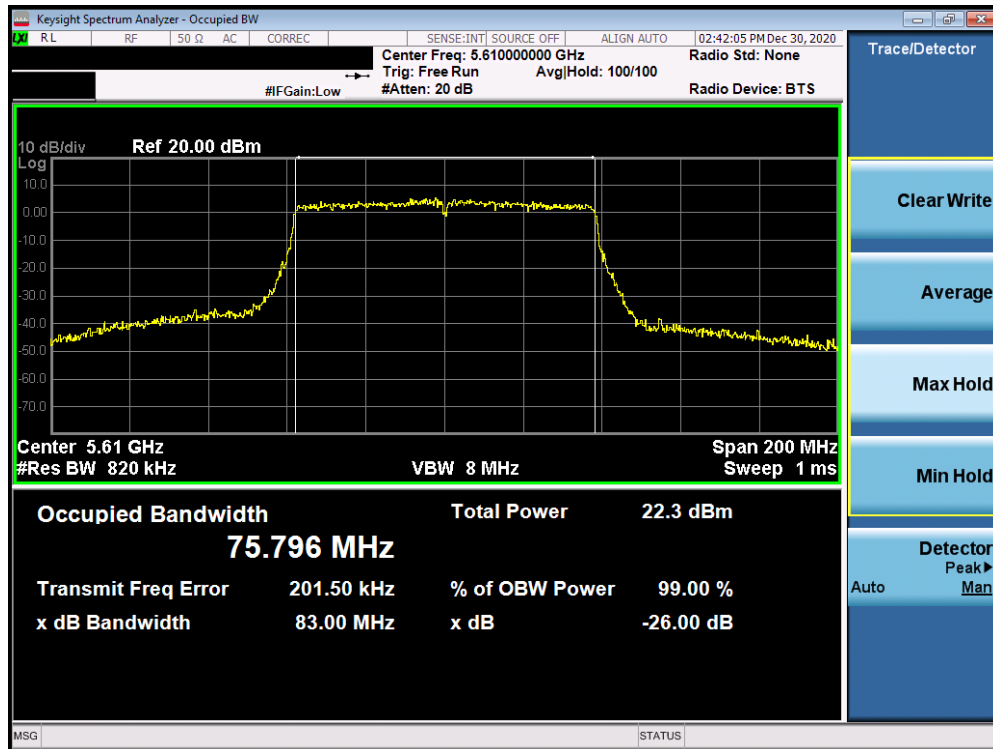 Keysight Spectrum Analyzer - Occupied BW
LXI RL RF 50 Ω AC CORREC SENSE:INT SOURCE OFF ALIGN AUTO 02:42:05 PM Dec 30, 2020
Center Freq: 5.610000000 GHz Radio Std: None
Trig: Free Run Avg|Hold: 100/100
#IFGain:Low #Atten: 20 dB Radio Device: BTS
10 dB/div Ref 20.00 dBm
Log
10.0
0.00
-10.0
-20.0
-30.0
-40.0
-50.0
-60.0
-70.0
Center 5.61 GHz Span 200 MHz
#Res BW 820 kHz VBW 8 MHz Sweep 1 ms
Occupied Bandwidth Total Power 22.3 dBm
75.796 MHz
Transmit Freq Error 201.50 kHz % of OBW Power 99.00 %
x dB Bandwidth 83.00 MHz x dB -26.00 dB
MSG STATUS
Trace/Detector
Clear Write
Average
Max Hold
Min Hold
Detector
Peak▶
Auto Man